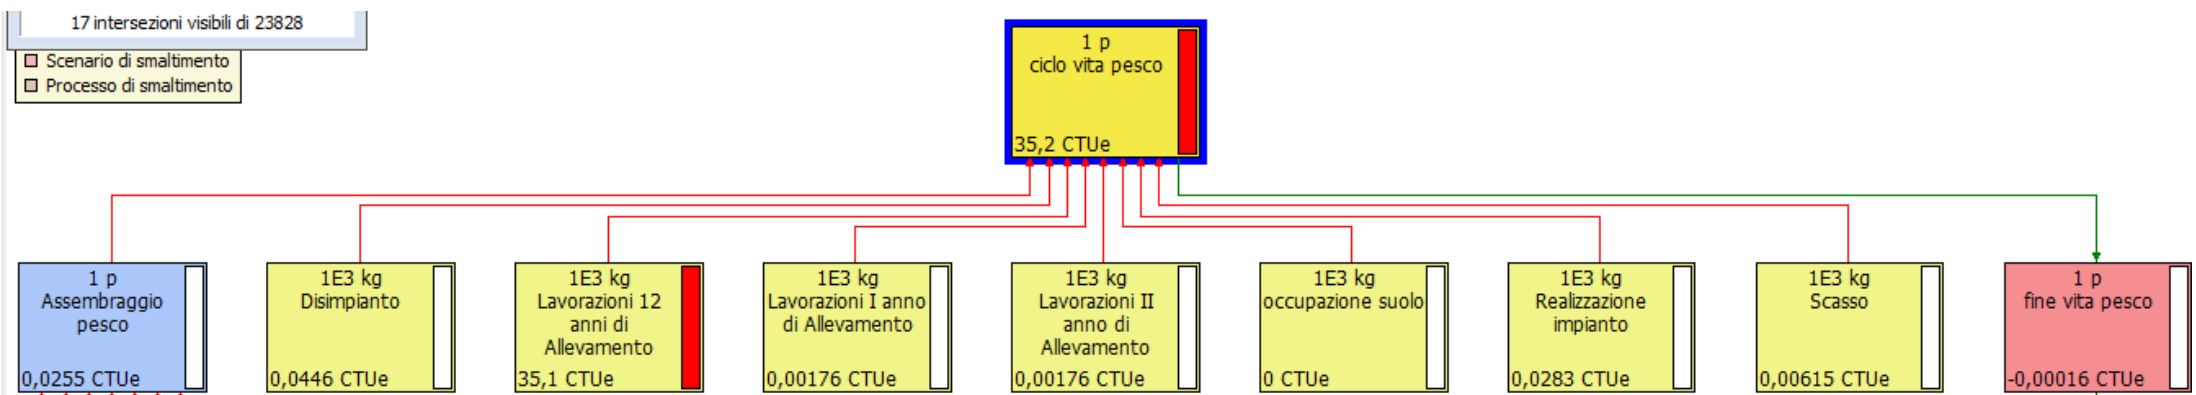 17 intersezioni visibili di 23828
Scenario di smaltimento
Processo di smaltimento
1 p
ciclo vita pesco
35,2 CTUe
1 p
Assembraggio
pesco
0,0255 CTUe
1E3 kg
Disimpianto
0,0446 CTUe
1E3 kg
Lavorazioni 12
anni di
Allevamento
35,1 CTUe
1E3 kg
Lavorazioni I anno
di Allevamento
0,00176 CTUe
1E3 kg
Lavorazioni II
anno di
Allevamento
0,00176 CTUe
1E3 kg
occupazione suolo
0 CTUe
1E3 kg
Realizzazione
impianto
0,0283 CTUe
1E3 kg
Scasso
0,00615 CTUe
1 p
fine vita pesco
-0,00016 CTUe